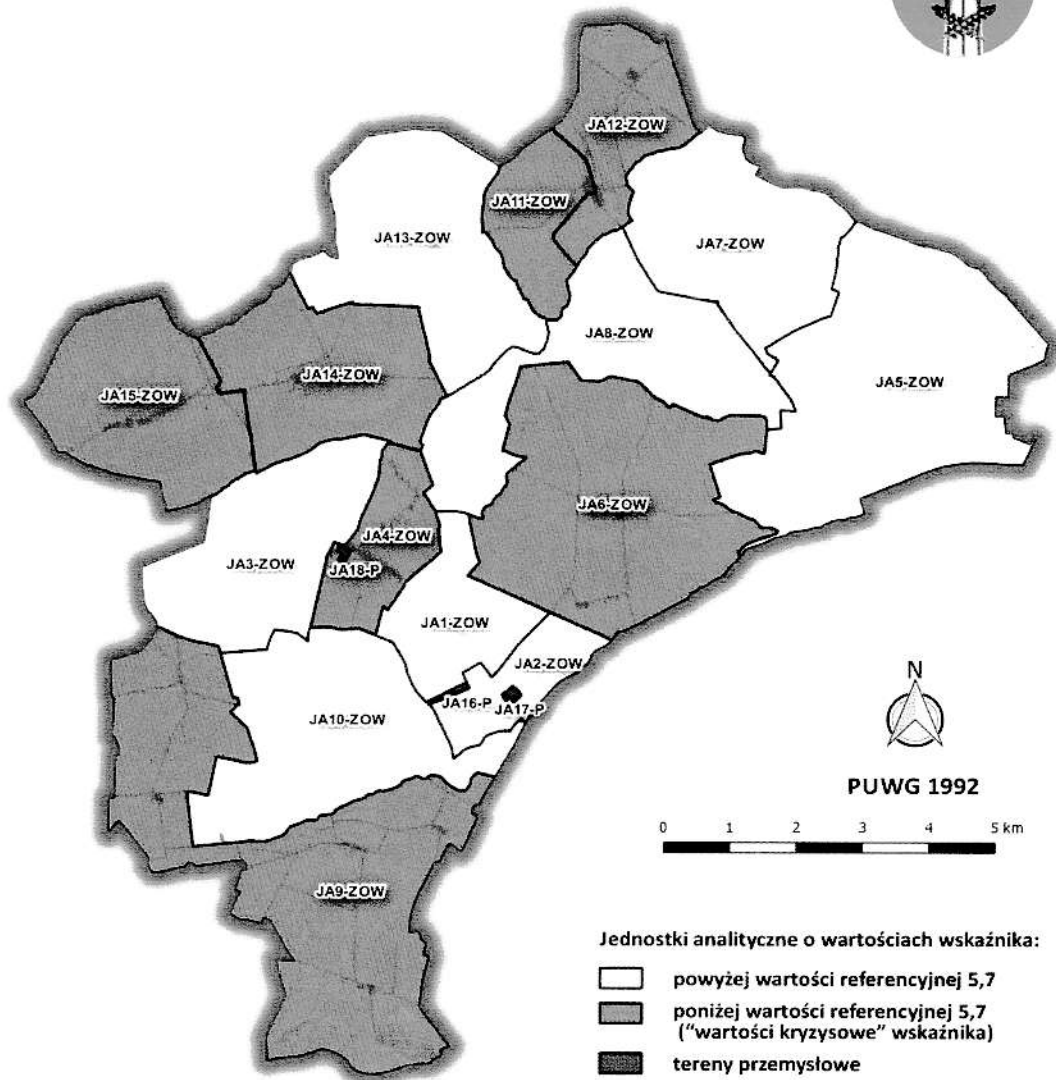 JA12-ZOW
JA11-ZOW
JA13-ZOW
JA7-ZOW
JA8-ZOW
JA14-ZOW
JA5-ZOW
JA15-ZOW
JA6-ZOW
JA4-ZOW
JA3-ZOW
JA18-P
JA1-ZOW
JA2-ZOW
JA16-P
JA17-P
JA10-ZOW
N
PUWG 1992
0 1 2 3 4 5 km
JA9-ZOW
Jednostki analityczne o wartościach wskaźnika:
powyżej wartości referencyjnej 5,7
poniżej wartości referencyjnej 5,7
("wartości kryzysowe" wskaźnika)
tereny przemysłowe